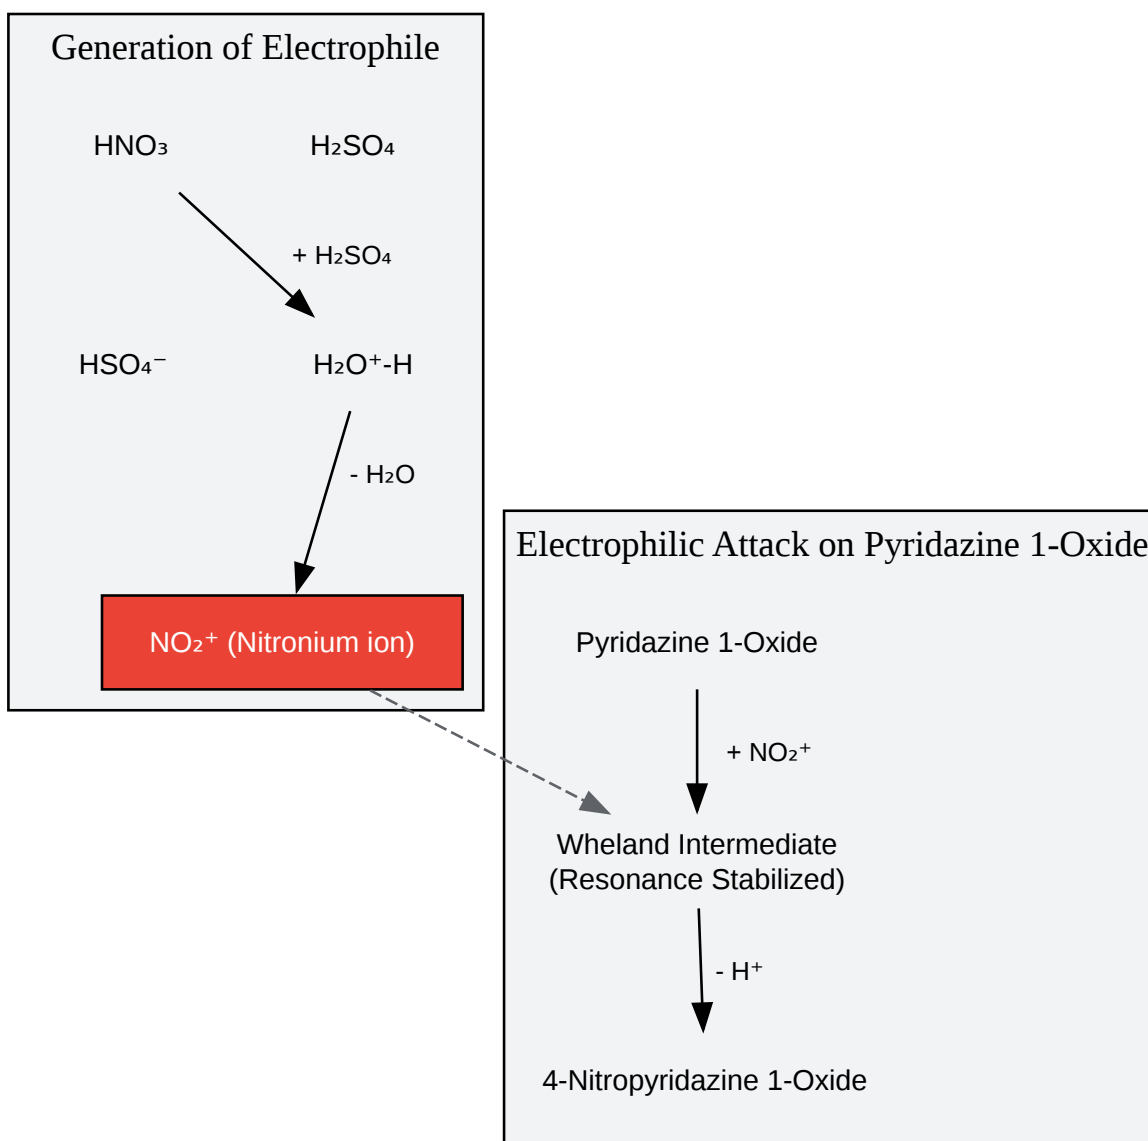 Generation of Electrophile
HNO₃
H₂SO₄
+ H₂SO₄
HSO₄⁻
H₂O⁺-H
- H₂O
NO₂⁺ (Nitronium ion)
Electrophilic Attack on Pyridazine 1-Oxide
Pyridazine 1-Oxide
+ NO₂⁺
Wheland Intermediate
(Resonance Stabilized)
- H⁺
4-Nitropyridazine 1-Oxide